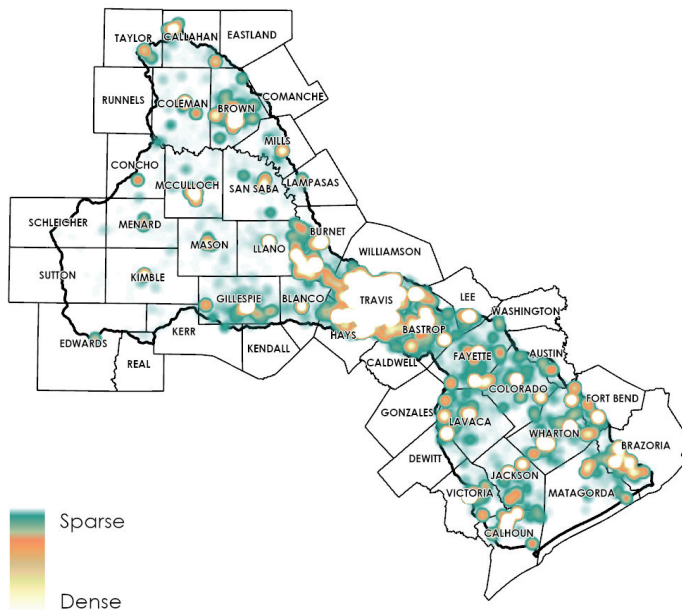 CALLAHAN
EASTLAND
TAYLOR
RUNNELS
COLEMAN
BROWN
COMANCHE
MILLS
CONCHO
MCCULLOCH
SAN SABA
LAMPASAS
SCHLEICHER
MENARD
MASON
LLANO
BURNET
WILLIAMSON
SUTTON
KIMBLE
GILLESPIE
BLANCO
TRAVIS
LEE
WASHINGTON
EDWARDS
REAL
KERR
KENDALL
HAYS
BASTROP
CALDWELL
FAYETTE
AUSTIN
COLORADO
FORT BEND
GONZALES
LAVACA
WHARTON
BRAZORIA
DEWITT
JACKSON
VICTORIA
MATAGORDA
CALHOUN
Sparse
Dense